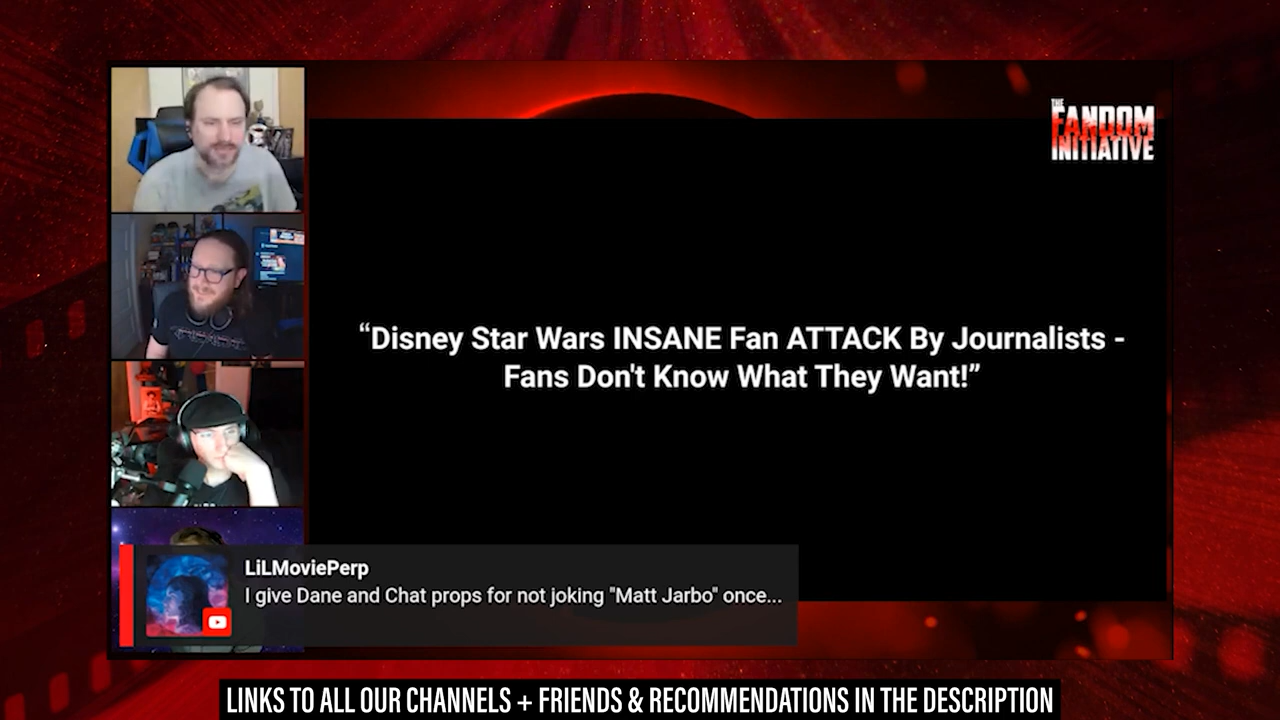 THE
FANDOM
INITIATIVE
“Disney Star Wars INSANE Fan ATTACK By Journalists -
Fans Don't Know What They Want!”
LiLMoviePerp
I give Dane and Chat props for not joking "Matt Jarbo" once...
LINKS TO ALL OUR CHANNELS + FRIENDS & RECOMMENDATIONS IN THE DESCRIPTION